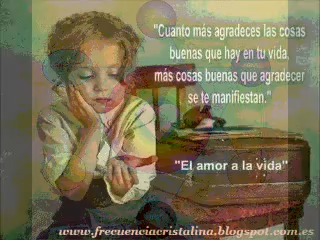 "Cuanto más agradeces las cosas
buenas que hay en tu vida,
más cosas buenas que agradecer
se te manifiestan."
"El amor a la vida"
www.frecuenciacristalina.blogspot.com.es